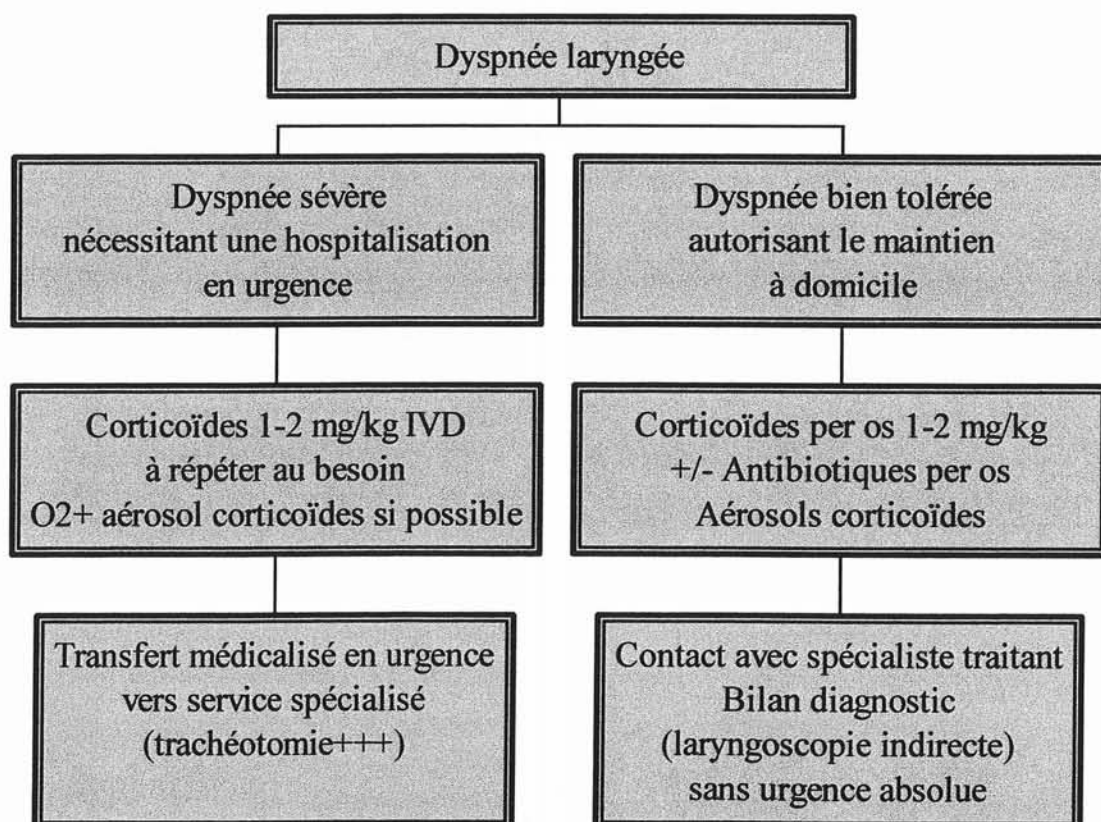 Dyspnée laryngée
Dyspnée sévère
nécessitant une hospitalisation
en urgence
Dyspnée bien tolérée
autorisant le maintien
à domicile
Corticoïdes 1-2 mg/kg IVD
à répéter au besoin
O2+ aérosol corticoïdes si possible
Corticoïdes per os 1-2 mg/kg
+/- Antibiotiques per os
Aérosols corticoïdes
Transfert médicalisé en urgence
vers service spécialisé
(trachéotomie+++)
Contact avec spécialiste traitant
Bilan diagnostic
(laryngoscopie indirecte)
sans urgence absolue